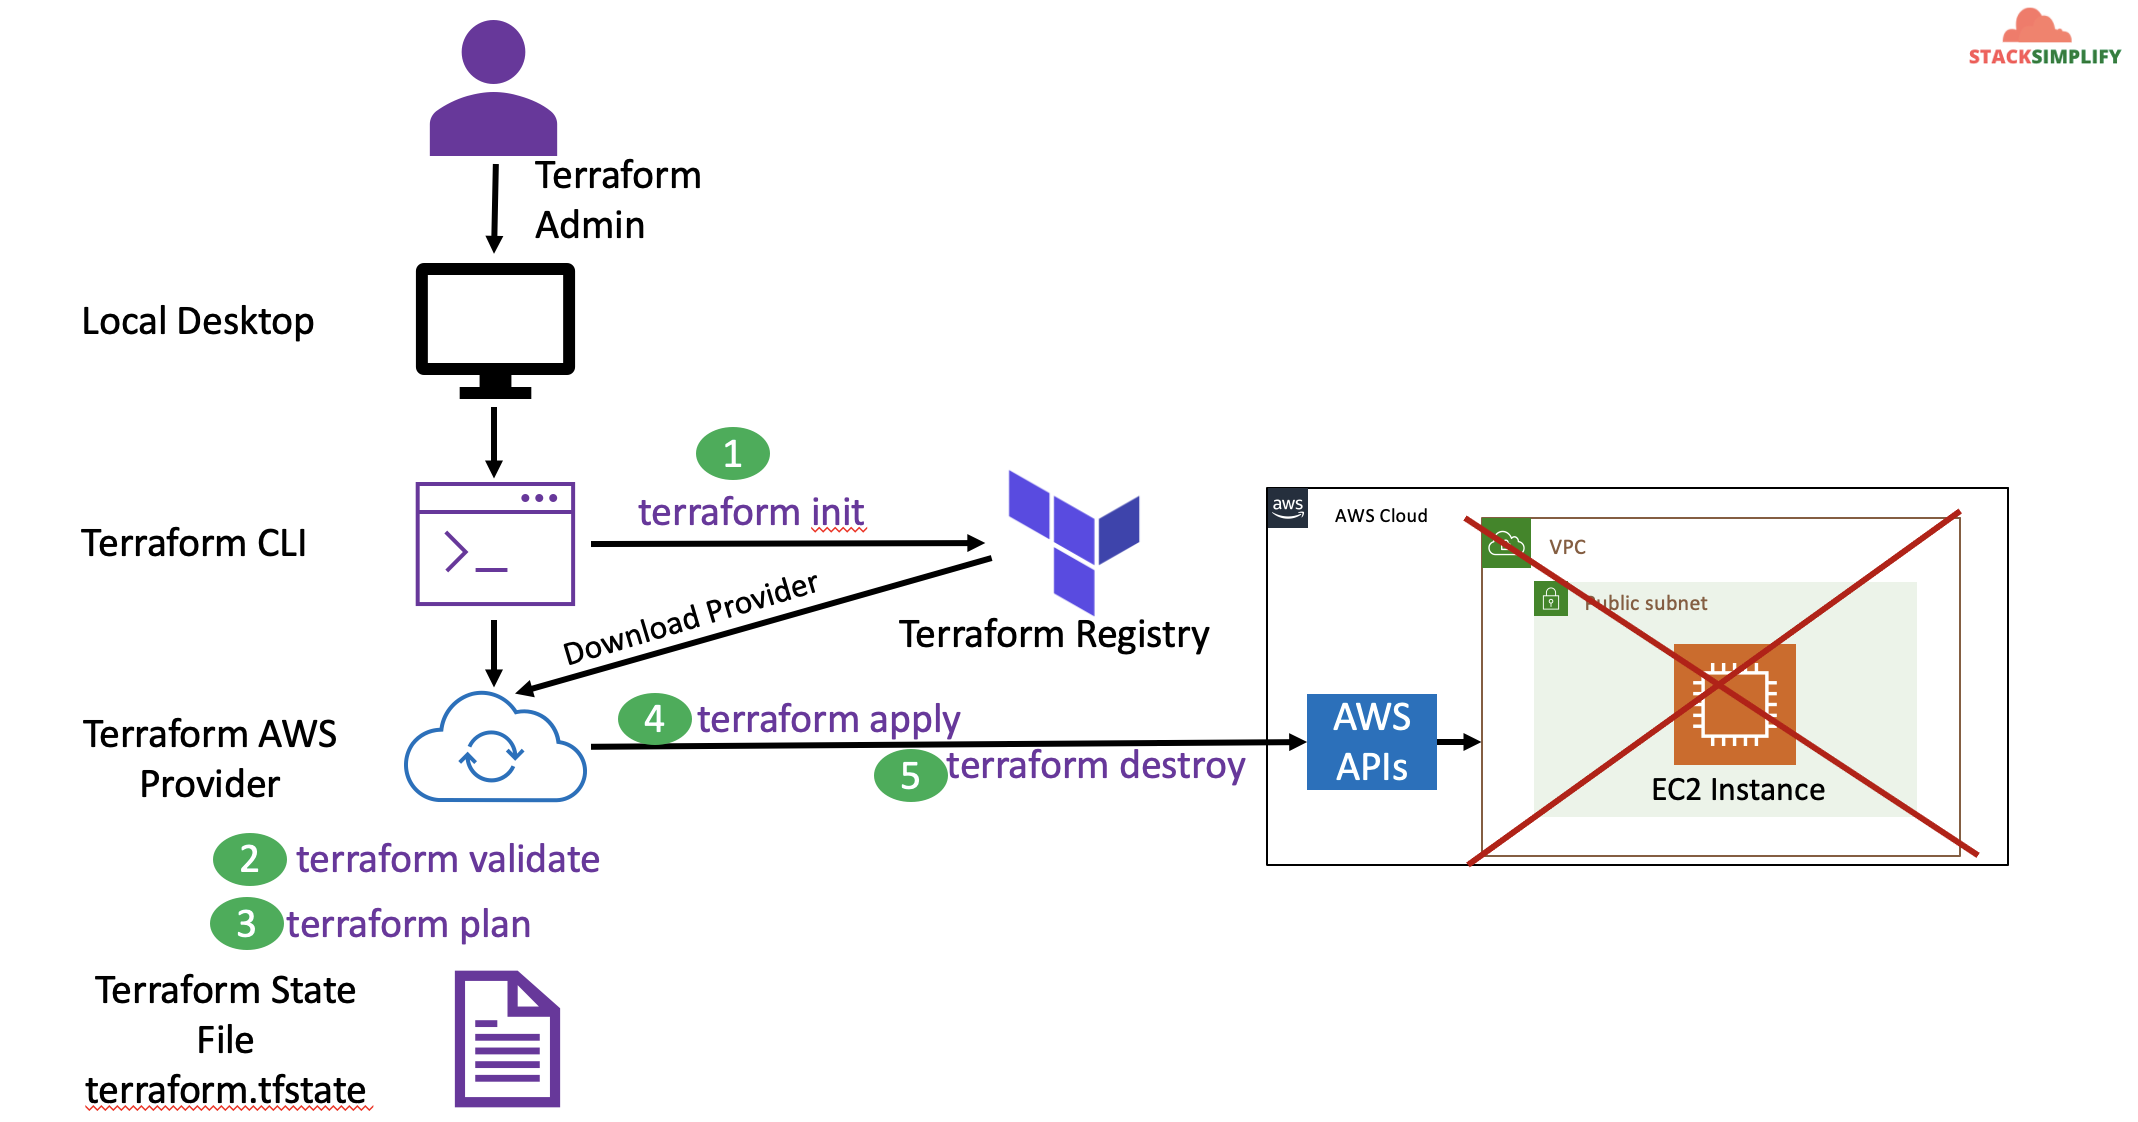 STACKSIMPLIFY
Terraform
Admin
Local Desktop
1
terraform init
Terraform CLI
Download Provider
Terraform Registry
aws
AWS Cloud
VPC
Public subnet
EC2 Instance
AWS
APIs
4 terraform apply
5 terraform destroy
Terraform AWS
Provider
2 terraform validate
3 terraform plan
Terraform State
File
terraform.tfstate